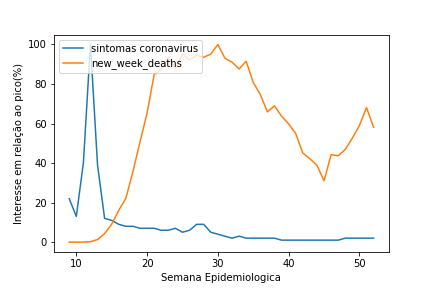 sintomas coronavirus
new_week_deaths
Interesse em relação ao pico(%)
100
80
60
40
20
0
10 20 30 40 50
Semana Epidemiologica